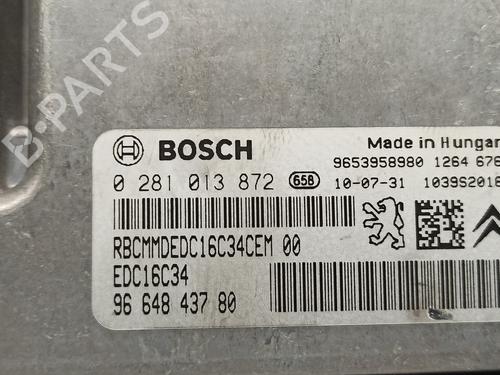 BOSCH
Made in Hungar
9653958980 1264 676
0 281 013 872 65B 10-07-31 1039S2018
RBCMMDEDC16C34CEM 00
EDC16C34
96 648 437 80
B-PARTS